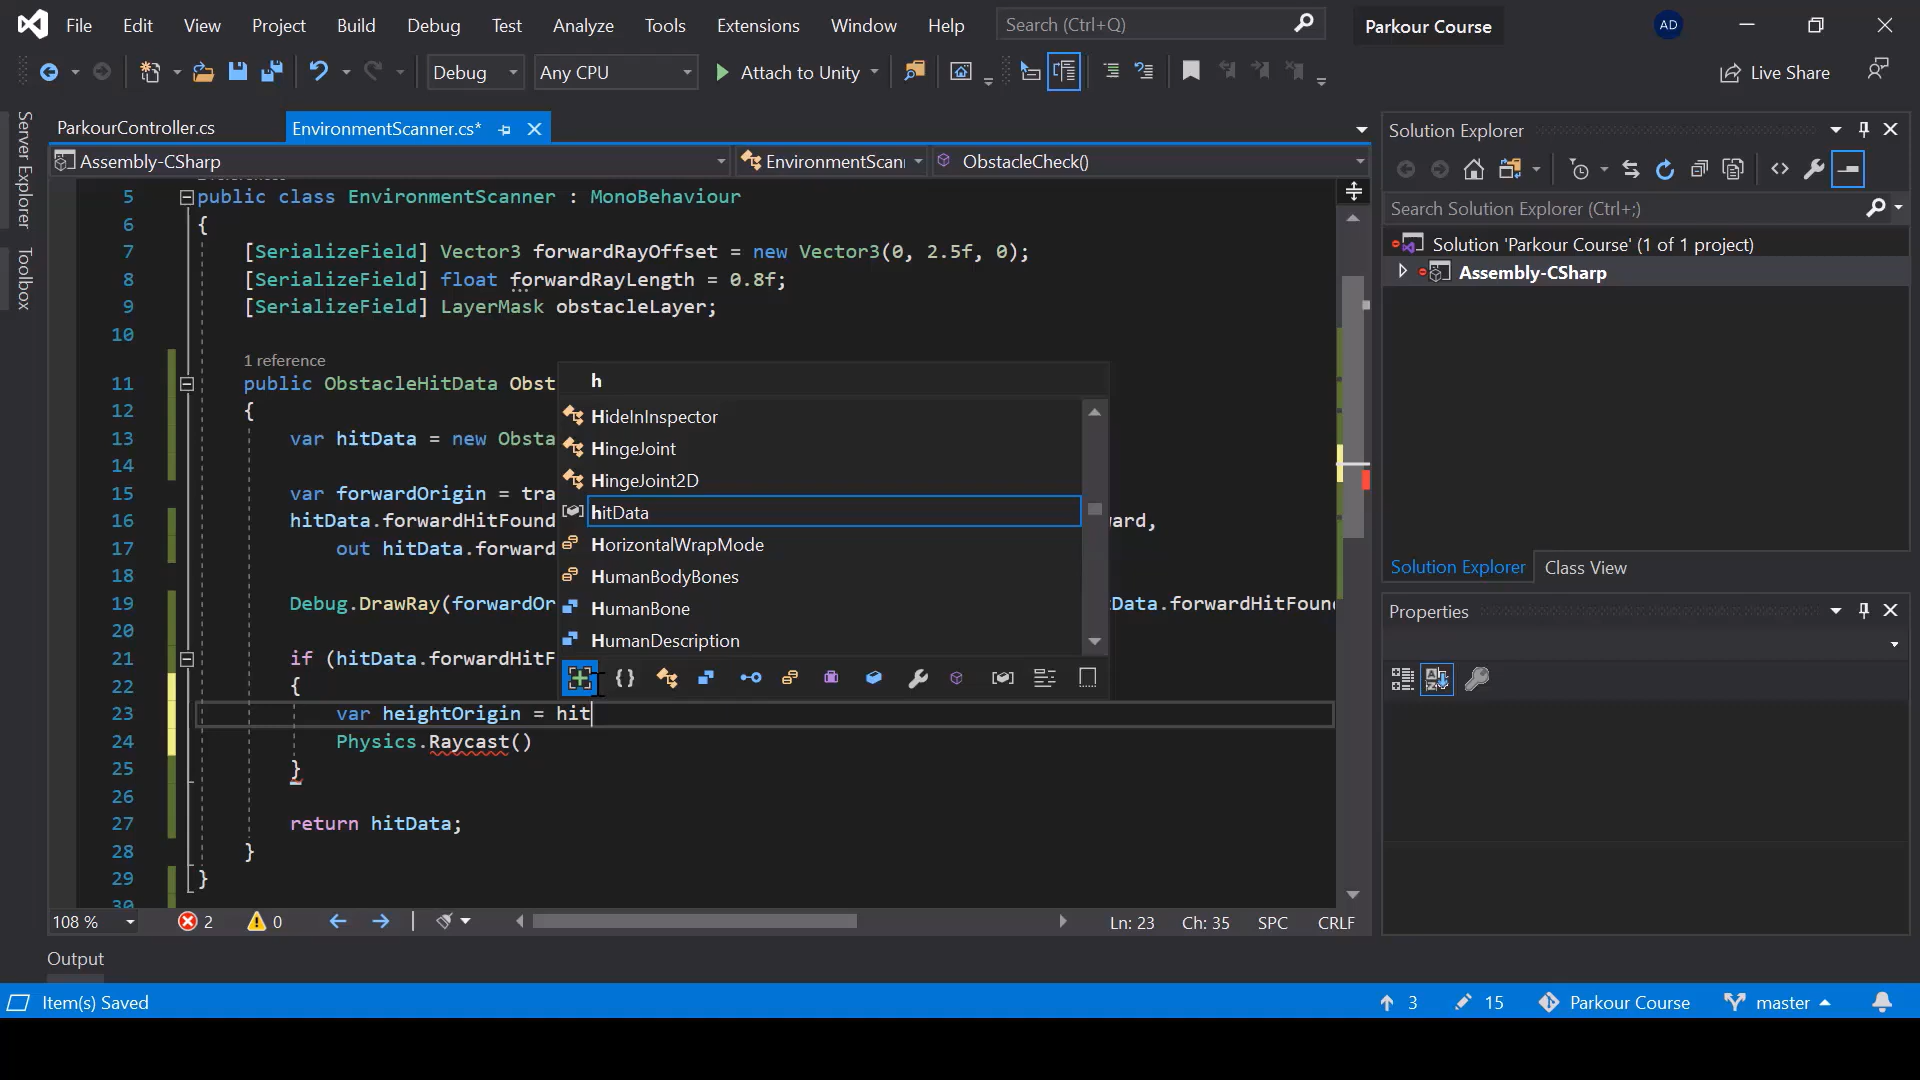 File Edit View Project Build Debug Test Analyze Tools Extensions Window Help Search (Ctrl+Q) Parkour Course AD
Debug Any CPU Attach to Unity Live Share
Server Explorer
Toolbox
ParkourController.cs EnvironmentScanner.cs*
Assembly-CSharp EnvironmentScann ObstacleCheck()
5 public class EnvironmentScanner : MonoBehaviour
6 {
7 [SerializeField] Vector3 forwardRayOffset = new Vector3(0, 2.5f, 0);
8 [SerializeField] float forwardRayLength = 0.8f;
9 [SerializeField] LayerMask obstacleLayer;
10
1 reference
11 public ObstacleHitData Obst
12 {
13 var hitData = new Obsta
14
15 var forwardOrigin = tra
16 hitData.forwardHitFound ard,
17 out hitData.forward
18
19 Debug.DrawRay(forwardOr Data.forwardHitFoun
20
21 if (hitData.forwardHitF
22 {
23 var heightOrigin = hit
24 Physics.Raycast()
25 }
26
27 return hitData;
28 }
29 }
30
h
HideInInspector
HingeJoint
HingeJoint2D
hitData
HorizontalWrapMode
HumanBodyBones
HumanBone
HumanDescription
108 % 2 0 Ln: 23 Ch: 35 SPC CRLF
Solution Explorer
Search Solution Explorer (Ctrl+;)
Solution 'Parkour Course' (1 of 1 project)
Assembly-CSharp
Solution Explorer Class View
Properties
Output
Item(s) Saved 3 15 Parkour Course master